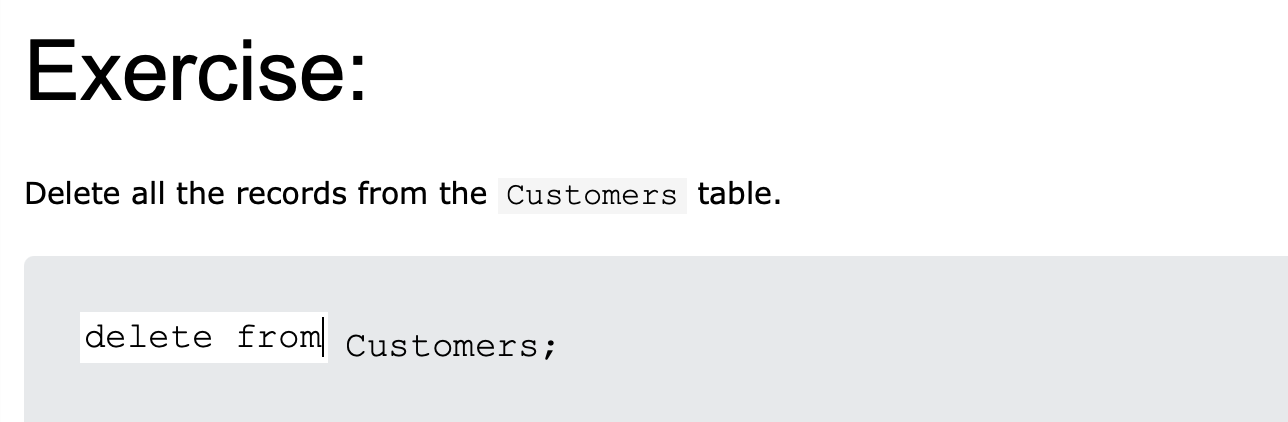 Exercise:
Delete all the records from the Customers table.
delete from Customers;